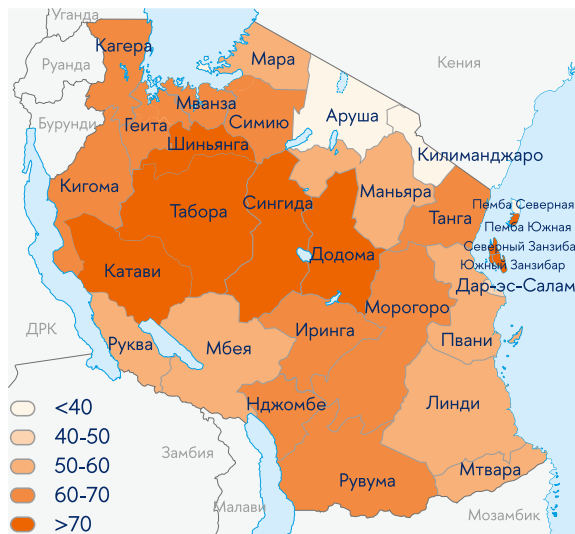 Уганда
Кагера
Мара
Кения
Руанда
Мванза
Аруша
Бурунди
Геита
Симию
Шиньянга
Килиманджаро
Кигома
Маньяра
Сингида
Пемба Северная
Табора
Танга
Пемба Южная
Северный Занзиба
Додома
Южный Занзибар
Катави
Дар-эс-Салам
Морогоро
ДРК
Иринга
Руква
Мбея
Пвани
<40
Нджомбе
Линди
40-50
Замбия
50-60
Мтвара
Рувума
60-70
Малави
Мозамбик
>70